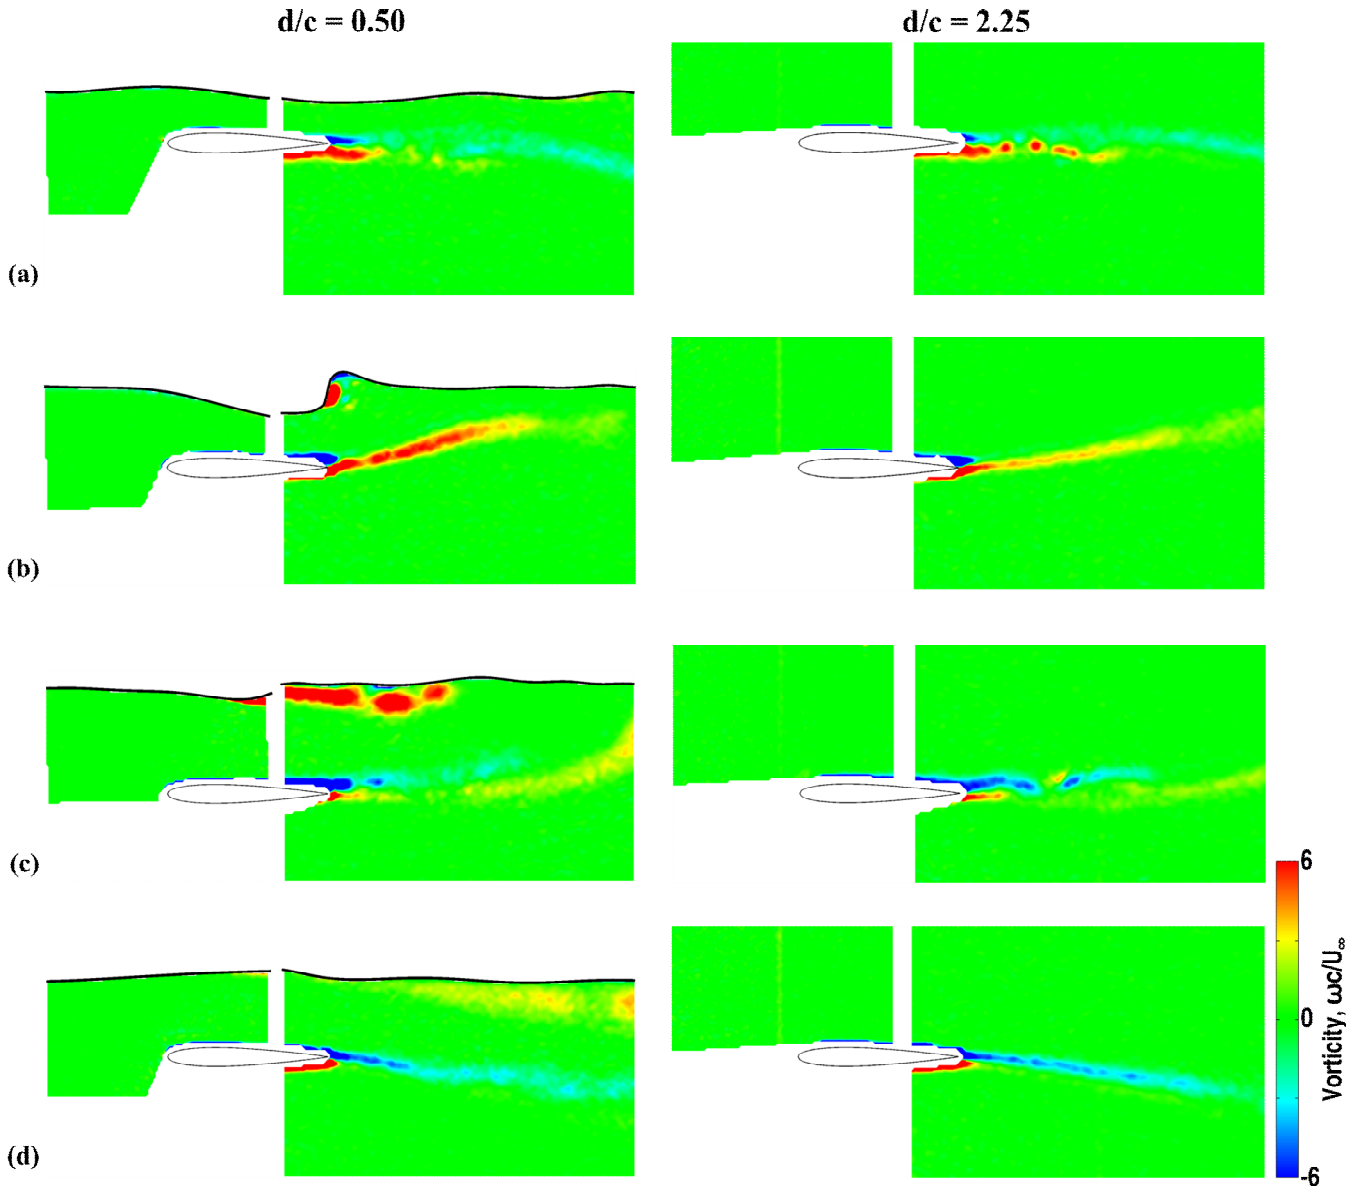 d/c = 0.50
d/c = 2.25
(a)
(b)
(c)
(d)
6
0
-6
Vorticity, ωc/U∞